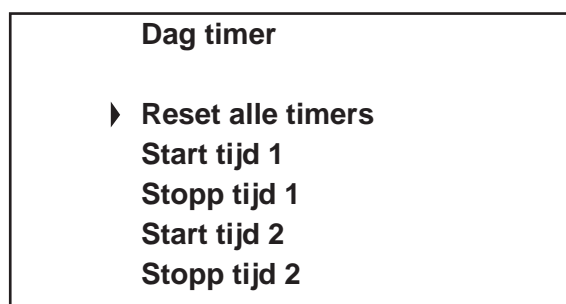 Dag timer
Reset alle timers
Start tijd 1
Stopp tijd 1
Start tijd 2
Stopp tijd 2